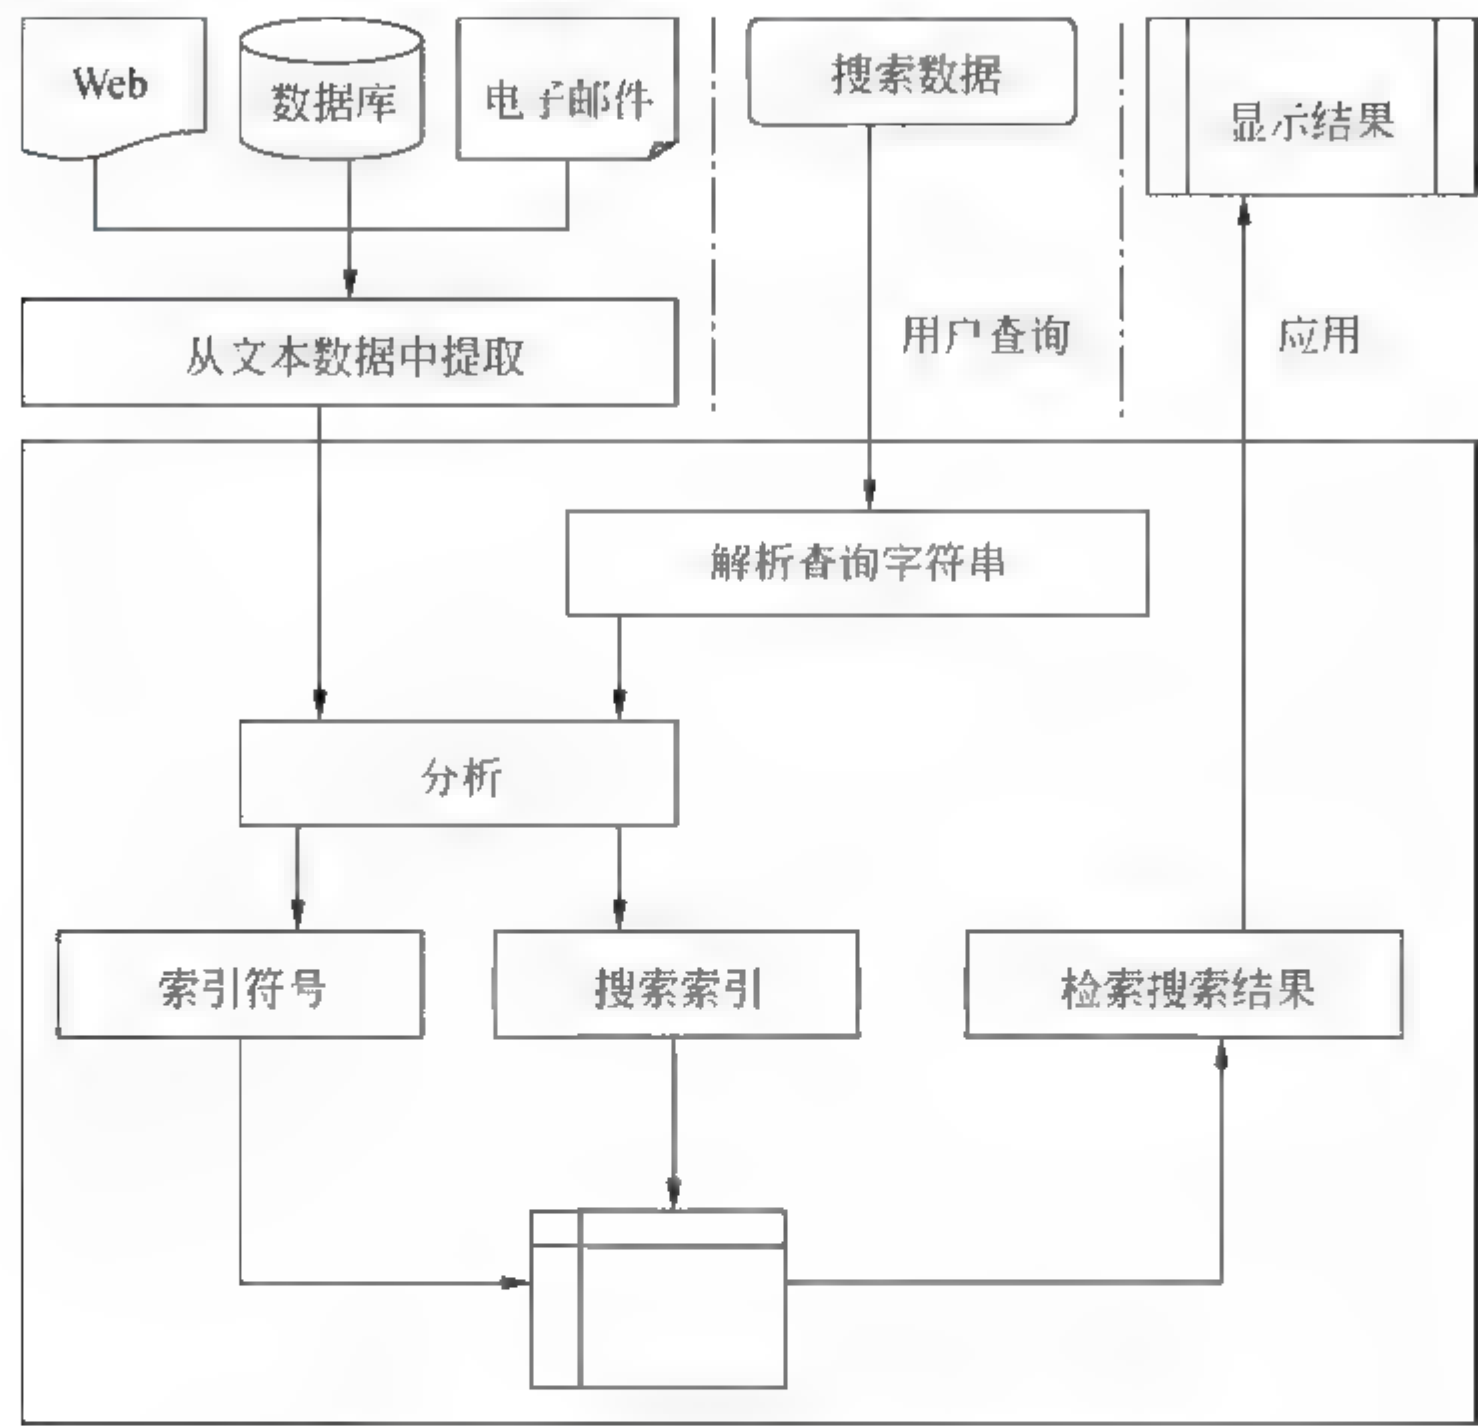 Web
数据库
电子邮件
搜索数据
显示结果
从文本数据中提取
用户查询
应用
解析查询字符串
分析
索引符号
搜索索引
检索搜索结果